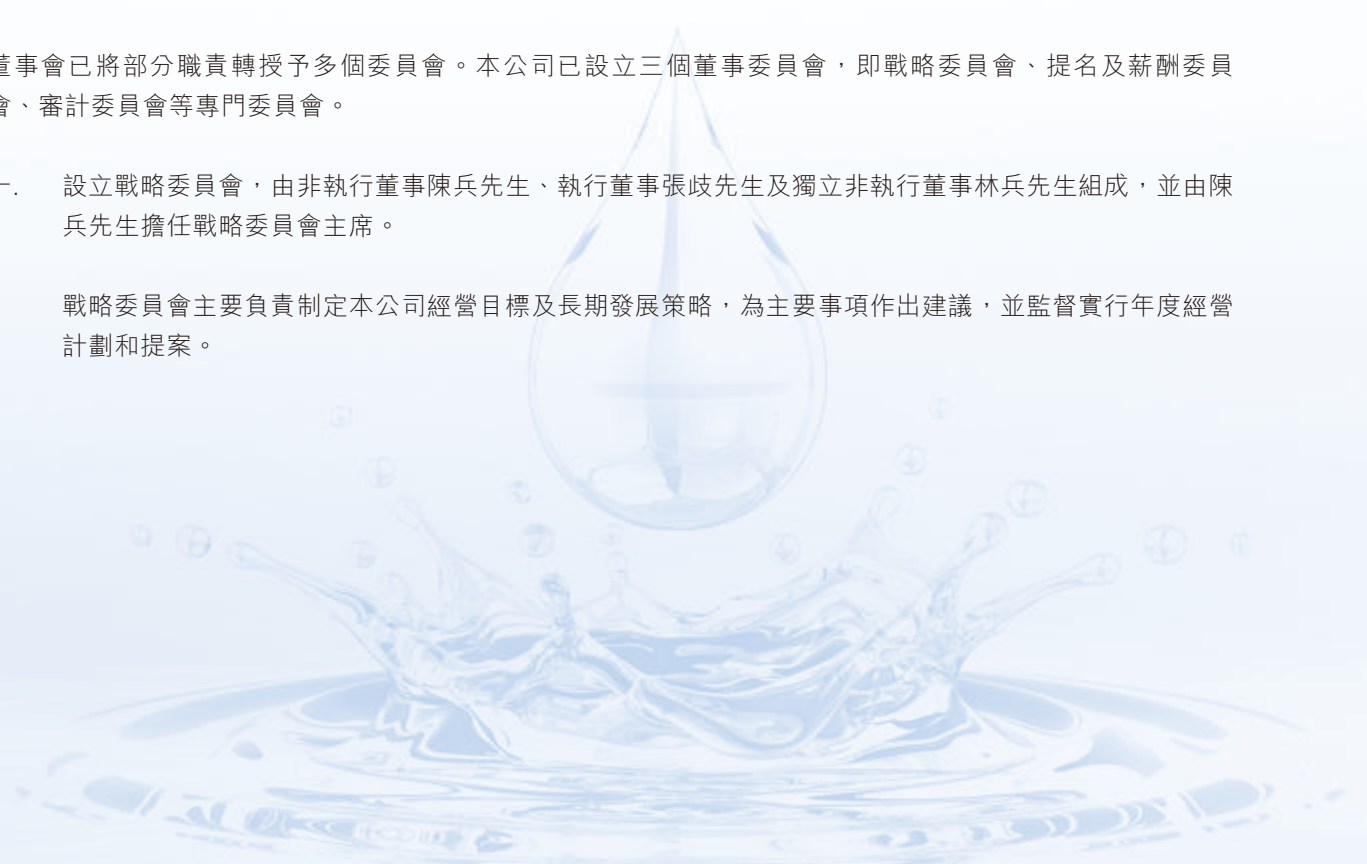 董事會已將部分職責轉授予多個委員會。本公司已設立三個董事委員會，即戰略委員會、提名及薪酬委員
會、審計委員會等專門委員會。
一. 設立戰略委員會，由非執行董事陳兵先生、執行董事張歧先生及獨立非執行董事林兵先生組成，並由陳
兵先生擔任戰略委員會主席。
戰略委員會主要負責制定本公司經營目標及長期發展策略，為主要事項作出建議，並監督實行年度經營
計劃和提案。